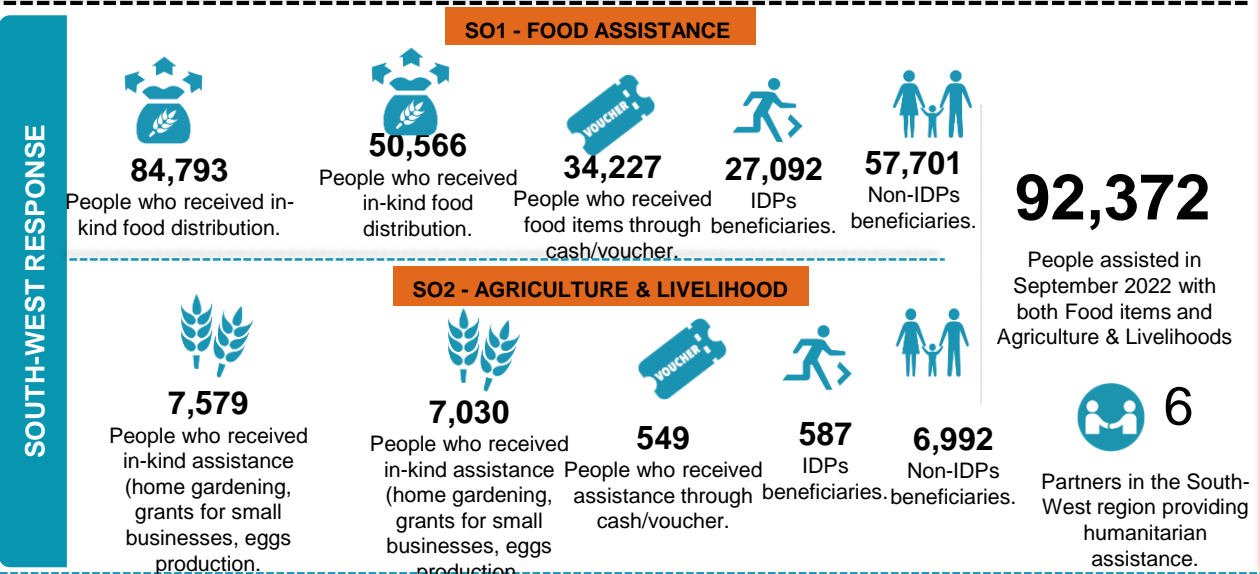 SOUTH-WEST RESPONSE
SO1 - FOOD ASSISTANCE
84,793
People who received in-
kind food distribution.
50,566
People who received
in-kind food
distribution.
VOUCHER
34,227
People who received
food items through
cash/voucher.
27,092
IDPs
beneficiaries.
57,701
Non-IDPs
beneficiaries.
SO2 - AGRICULTURE & LIVELIHOOD
7,579
People who received
in-kind assistance
(home gardening,
grants for small
businesses, eggs
production.
7,030
People who received
in-kind assistance
(home gardening,
grants for small
businesses, eggs
production
VOUCHER
549
People who received
assistance through
cash/voucher.
587
IDPs
beneficiaries.
6,992
Non-IDPs
beneficiaries.
92,372
People assisted in
September 2022 with
both Food items and
Agriculture & Livelihoods
6
Partners in the South-
West region providing
humanitarian
assistance.